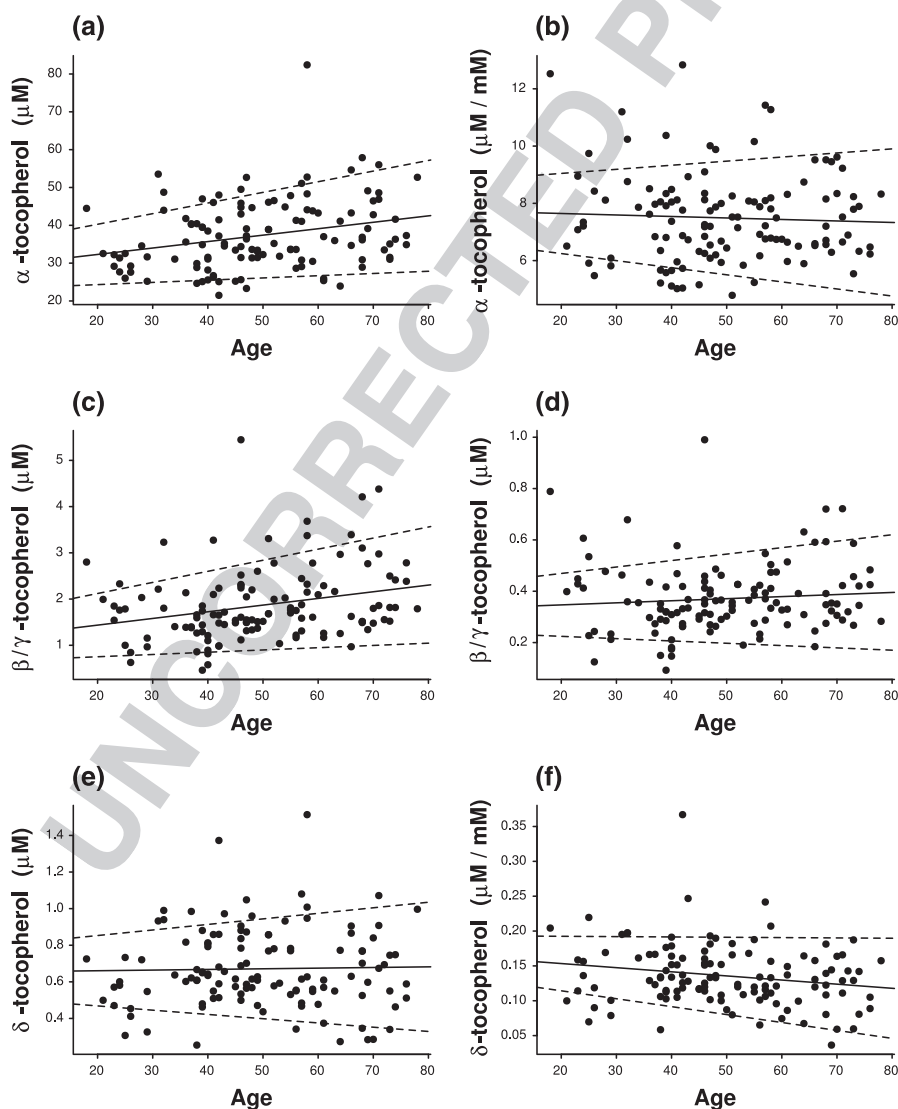 (a)
α -tocopherol (μM)
80
70
60
50
40
30
20
20 30 40 50 60 70 80
Age
(b)
α -tocopherol (μM / mM)
12
10
8
6
20 30 40 50 60 70 80
Age
(c)
β/γ -tocopherol (μM)
5
4
3
2
1
20 30 40 50 60 70 80
Age
(d)
β/γ -tocopherol (μM)
1.0
0.8
0.6
0.4
0.2
20 30 40 50 60 70 80
Age
(e)
δ -tocopherol (μM)
1.4
1.2
1.0
0.8
0.6
0.4
20 30 40 50 60 70 80
Age
(f)
δ-tocopherol (μM / mM)
0.35
0.30
0.25
0.20
0.15
0.10
0.05
20 30 40 50 60 70 80
Age
UNCORRECTED P